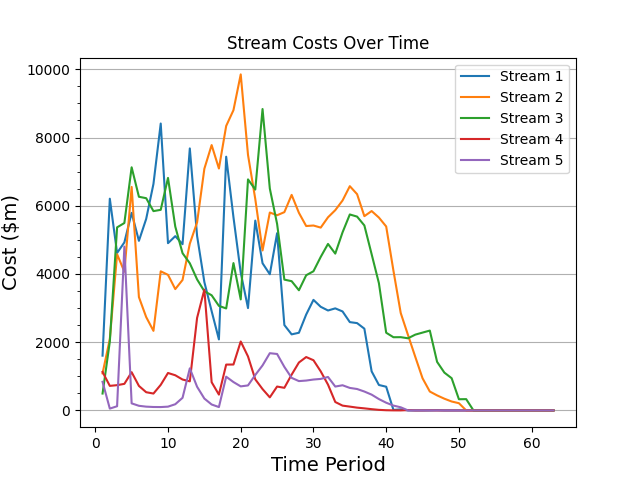 Stream Costs Over Time
Stream 1
Stream 2
Stream 3
Stream 4
Stream 5
Cost ($m)
10000
8000
6000
4000
2000
0
0 10 20 30 40 50 60
Time Period